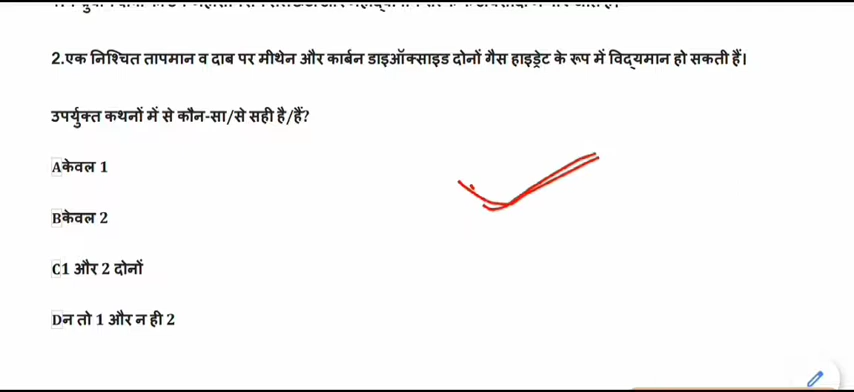 2.एक निश्चित तापमान व दाब पर मीथेन और कार्बन डाइऑक्साइड दोनों गैस हाइड्रेट के रूप में विद्यमान हो सकती हैं।
उपर्युक्त कथनों में से कौन-सा/से सही है/हैं?
Aकेवल 1
Bकेवल 2
C1 और 2 दोनों
Dन तो 1 और न ही 2